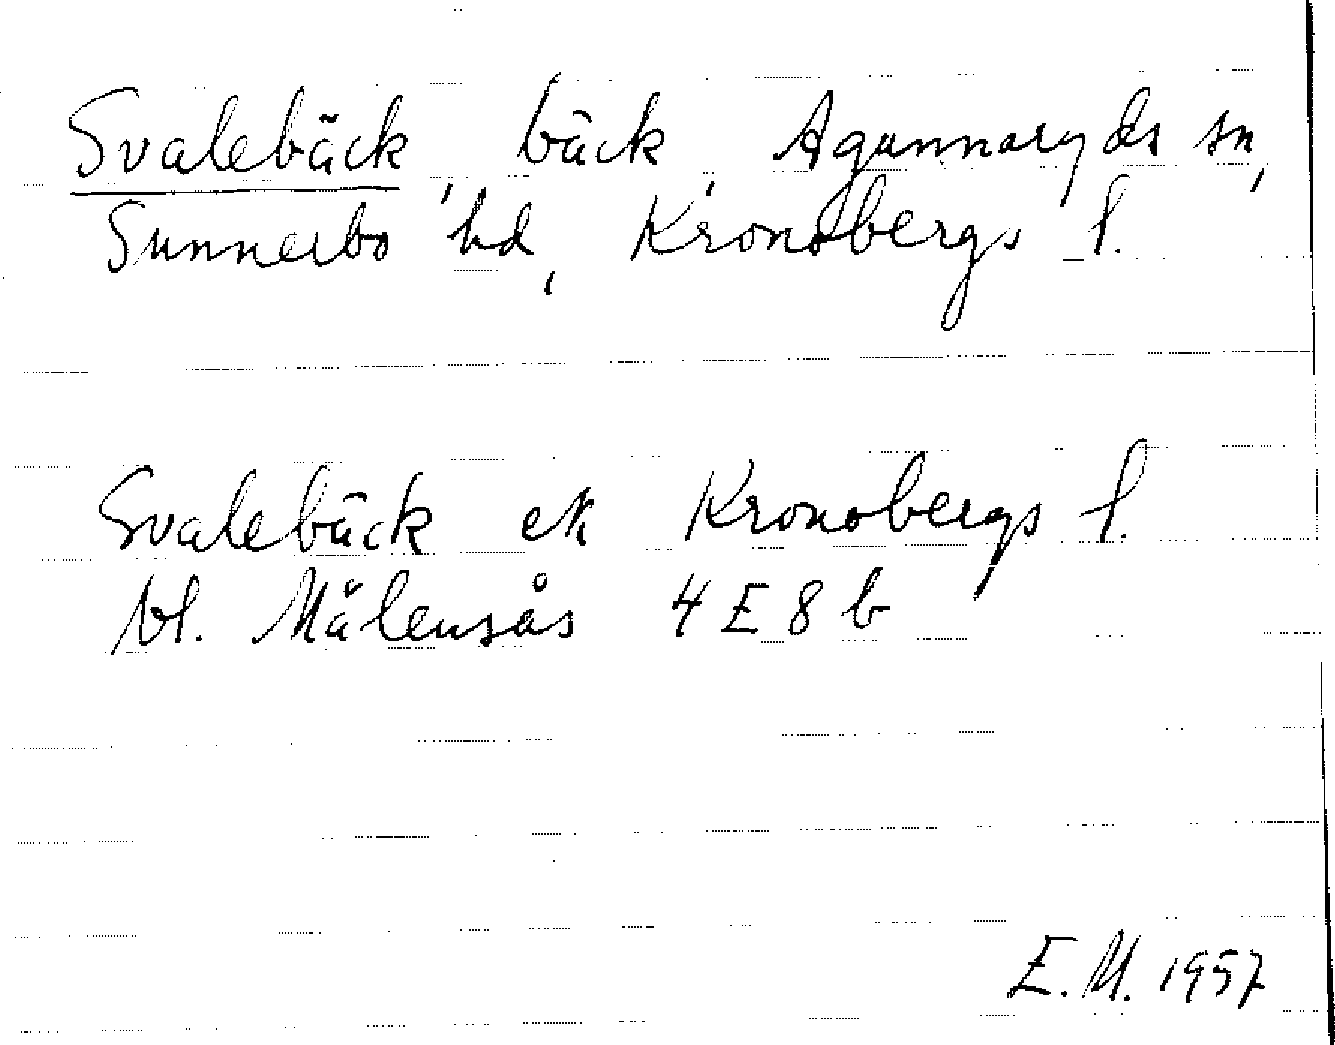 Svalebäck, bäck, Agunnaryds sn,
Sunnerbo hd, Kronobergs l.
Svalebäck ek Kronobergs l.
bl. Målensås 4 E 8 b
E. M. 1957